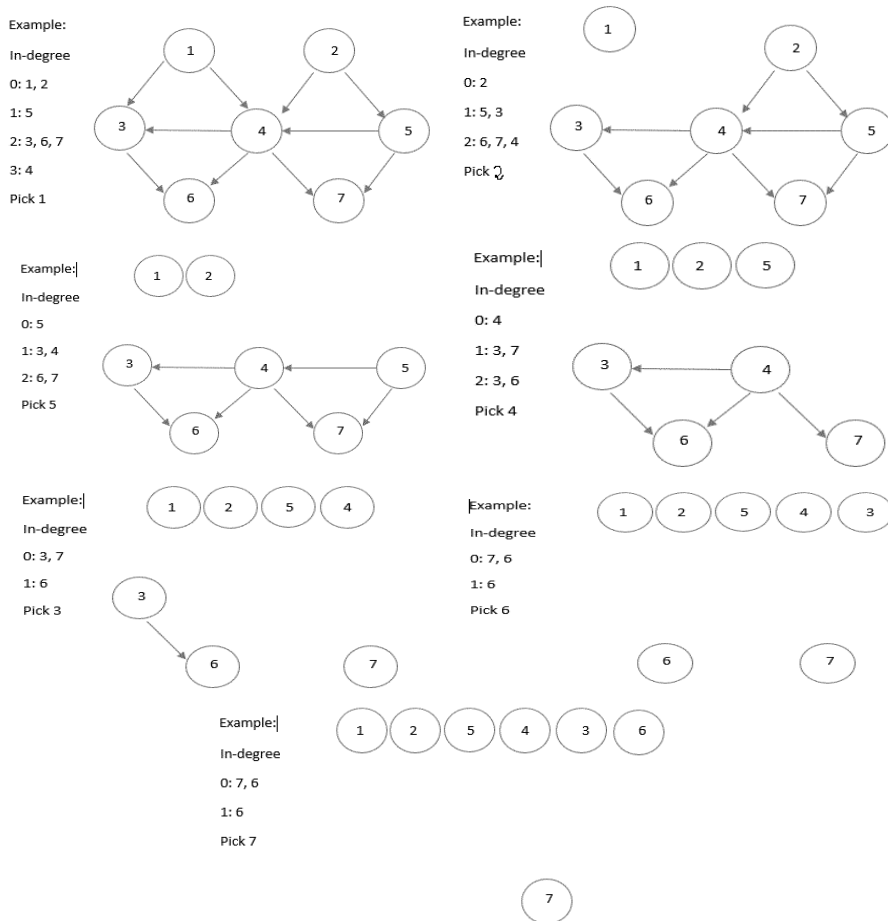 Example:
In-degree
0: 1, 2
1: 5
2: 3, 6, 7
3: 4
Pick 1
1
2
3
4
5
6
7
Example:
In-degree
0: 2
1: 5, 3
2: 6, 7, 4
Pick 2
1
2
3
4
5
6
7
Example:
In-degree
0: 5
1: 3, 4
2: 6, 7
Pick 5
1 2
3 4 5
6 7
Example:
In-degree
0: 4
1: 3, 7
2: 3, 6
Pick 4
1 2 5
3 4
6 7
Example:
In-degree
0: 3, 7
1: 6
Pick 3
1 2 5 4
3
6 7
Example:
In-degree
0: 7, 6
1: 6
Pick 6
1 2 5 4 3
6 7
Example:
In-degree
0: 7, 6
1: 6
Pick 7
1 2 5 4 3 6
7